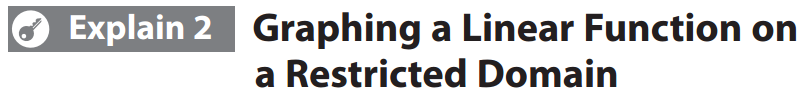 Explain 2 Graphing a Linear Function on
a Restricted Domain